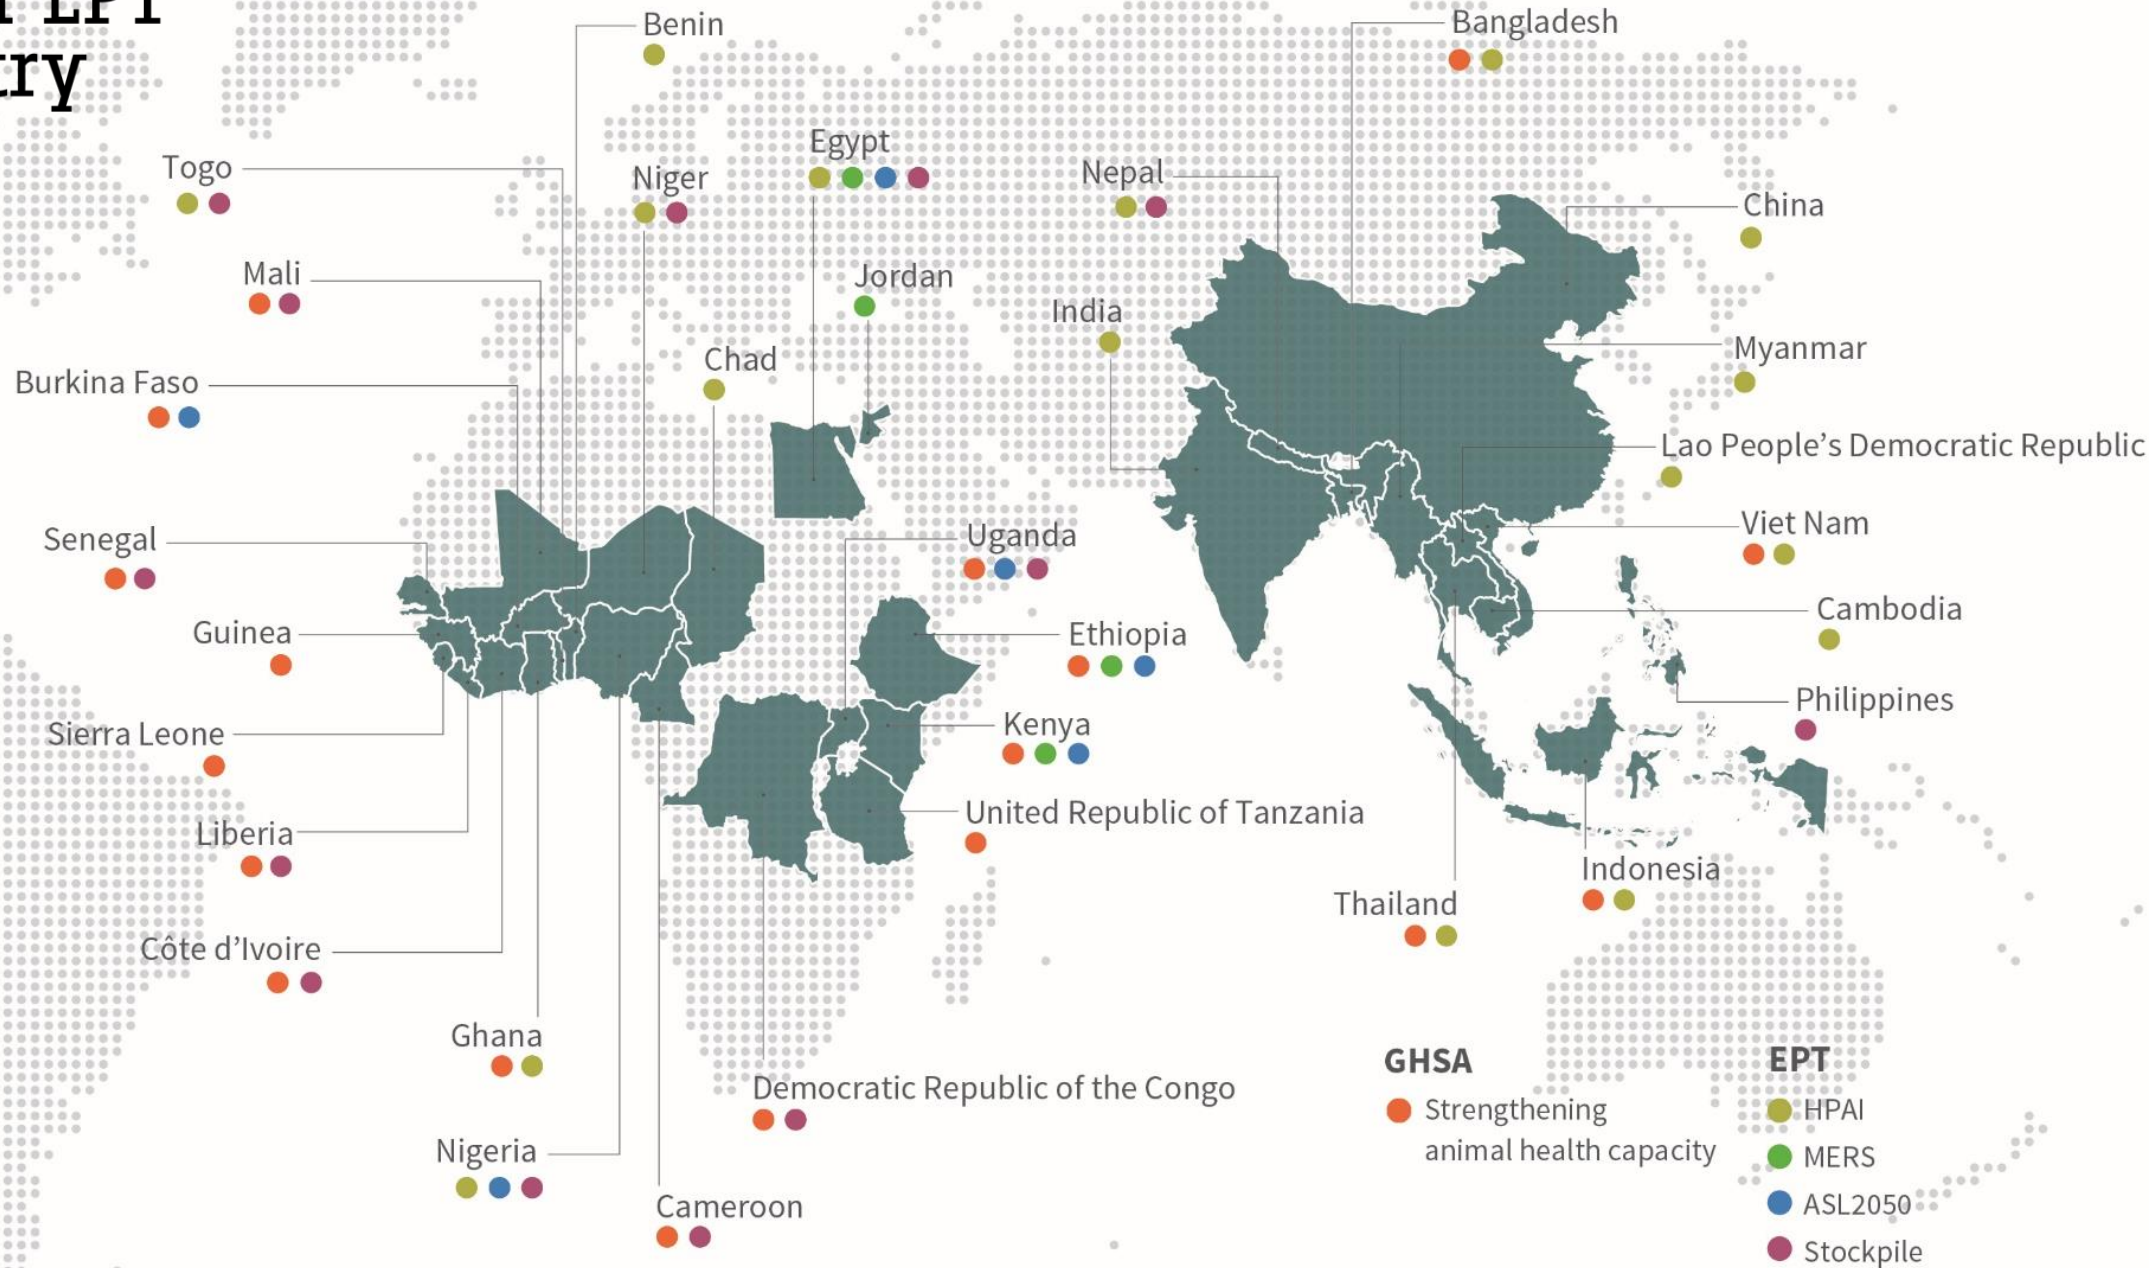 EPT
try
Benin
Bangladesh
Egypt
Togo
Niger
Nepal
China
Mali
Jordan
India
Chad
Myanmar
Burkina Faso
Lao People's Democratic Republic
Senegal
Uganda
Viet Nam
Guinea
Ethiopia
Cambodia
Sierra Leone
Kenya
Philippines
Liberia
United Republic of Tanzania
Indonesia
Thailand
Côte d'Ivoire
Ghana
Democratic Republic of the Congo
Nigeria
Cameroon
GHSA
Strengthening
animal health capacity
EPT
HPAI
MERS
ASL2050
Stockpile